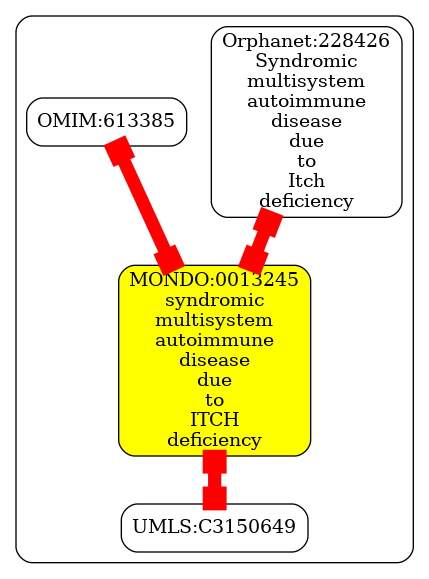 Orphanet:228426
Syndromic
multisystem
autoimmune
disease
due
to
Itch
deficiency
OMIM:613385
MONDO:0013245
syndromic
multisystem
autoimmune
disease
due
to
ITCH
deficiency
UMLS:C3150649